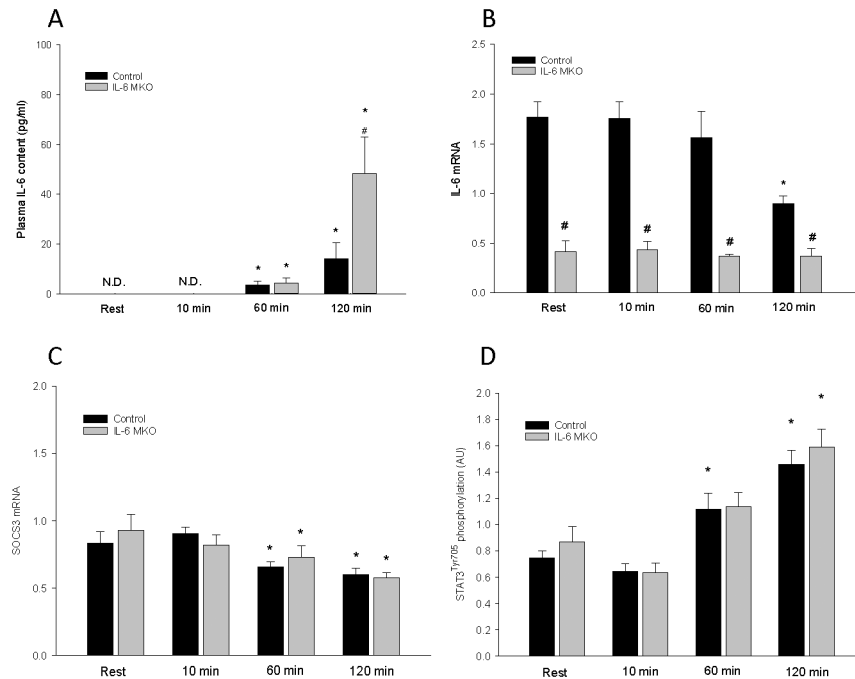 A
Plasma IL-6 content (pg/ml)
100
80
60
40
20
0
Control
IL-6 MKO
N.D.
N.D.
*
*
*
*
#
Rest
10 min
60 min
120 min
B
IL-6 mRNA
2.5
2.0
1.5
1.0
0.5
0.0
Control
IL-6 MKO
#
#
#
*
#
Rest
10 min
60 min
120 min
C
SOCS3 mRNA
2.0
1.5
1.0
0.5
0.0
Control
IL-6 MKO
*
*
*
*
Rest
10 min
60 min
120 min
D
STAT3Tyr705 phosphorylation (AU)
2.0
1.8
1.6
1.4
1.2
1.0
0.8
0.6
0.4
0.2
0.0
Control
IL-6 MKO
*
*
*
Rest
10 min
60 min
120 min